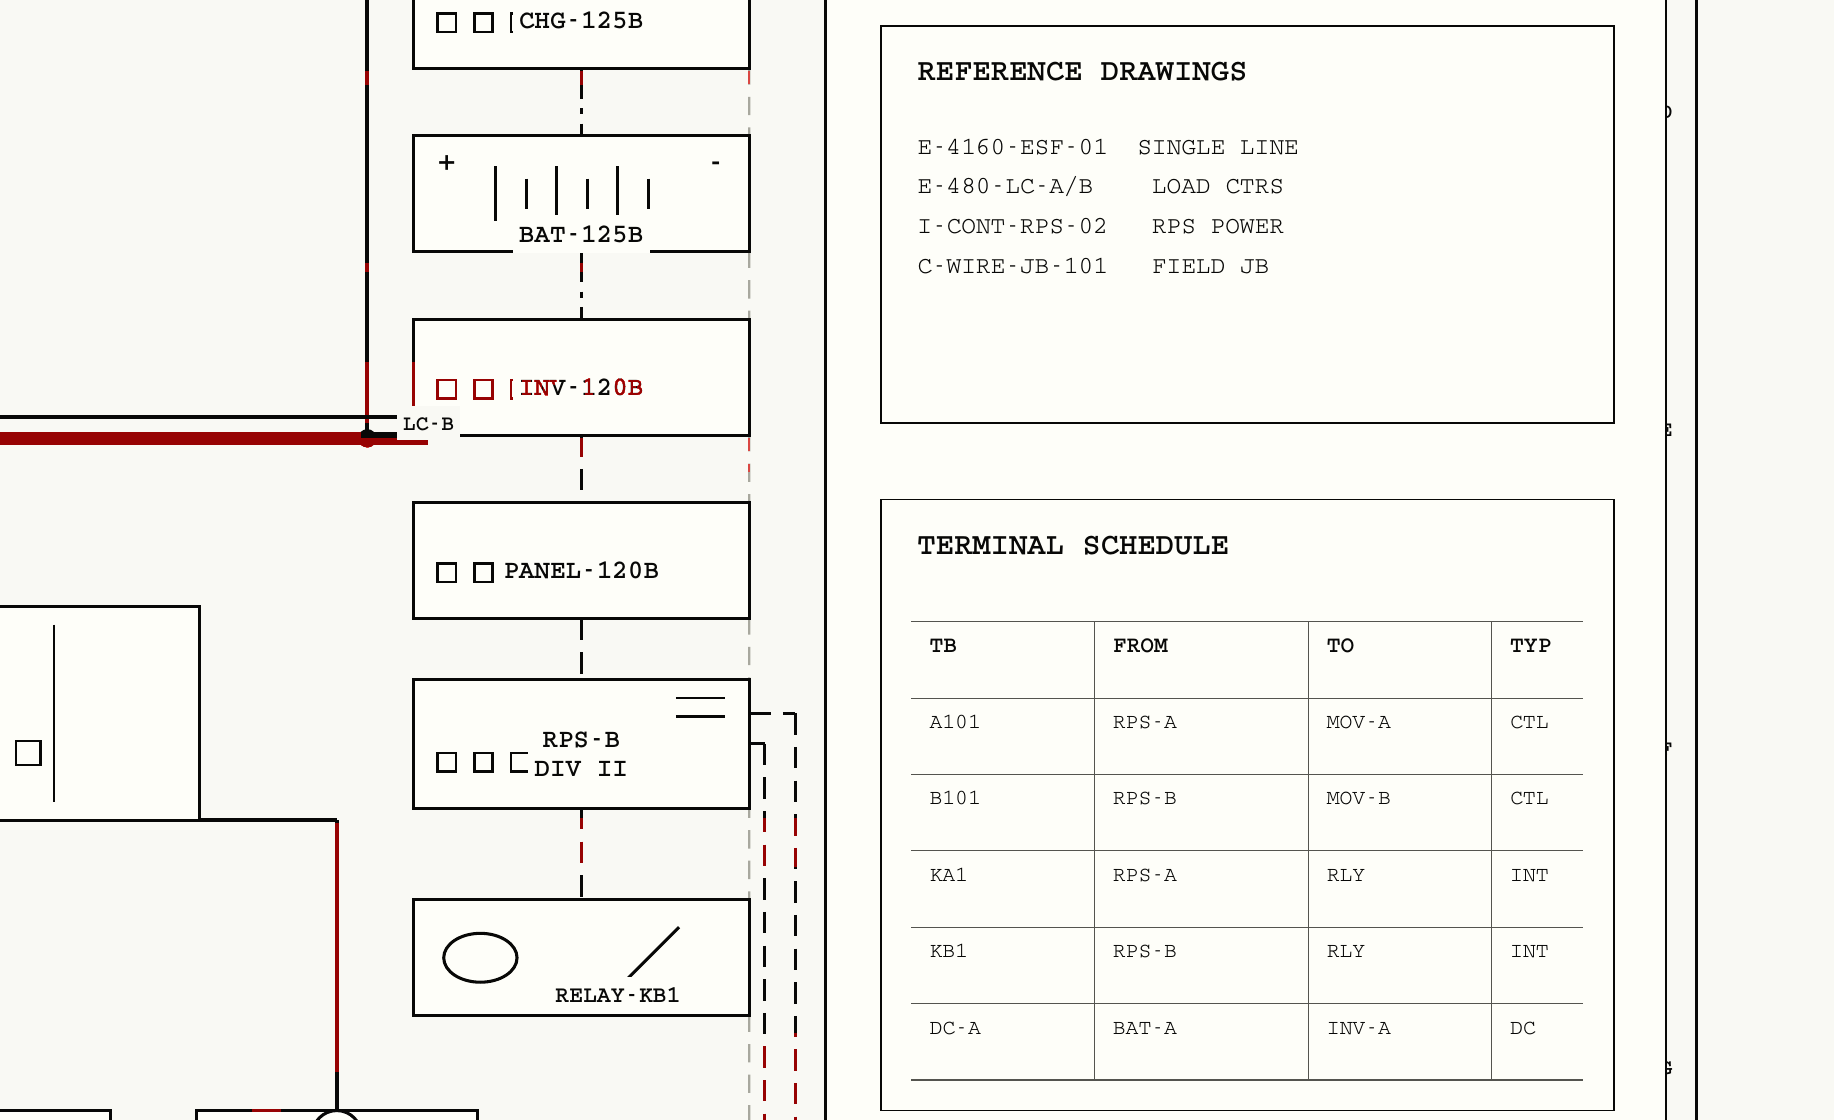 CHG-125B
+ -
BAT-125B
INV-120B
LC-B
PANEL-120B
RPS-B
DIV II
RELAY-KB1
REFERENCE DRAWINGS
E-4160-ESF-01 SINGLE LINE
E-480-LC-A/B LOAD CTRS
I-CONT-RPS-02 RPS POWER
C-WIRE-JB-101 FIELD JB
TERMINAL SCHEDULE
TB FROM TO TYP
A101 RPS-A MOV-A CTL
B101 RPS-B MOV-B CTL
KA1 RPS-A RLY INT
KB1 RPS-B RLY INT
DC-A BAT-A INV-A DC